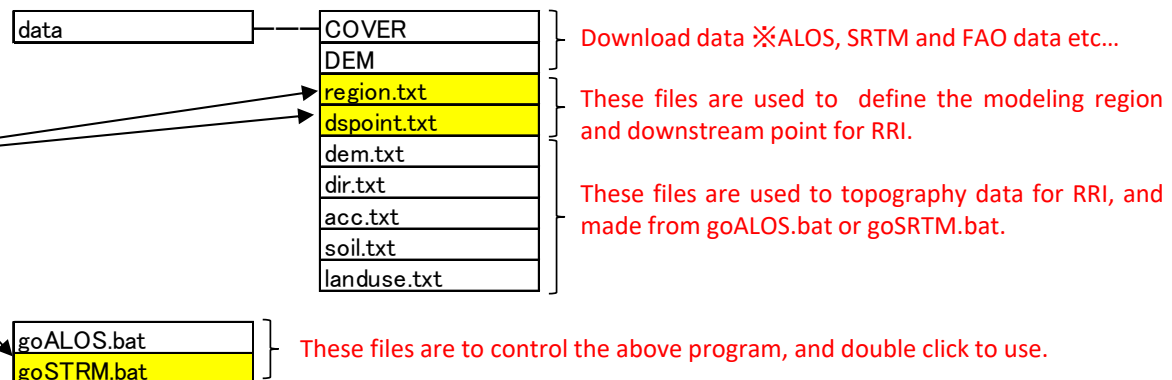 data
COVER
DEM
Download data ※ALOS, SRTM and FAO data etc…
region.txt
dspoint.txt
These files are used to define the modeling region
and downstream point for RRI.
dem.txt
dir.txt
acc.txt
soil.txt
landuse.txt
These files are used to topography data for RRI, and
made from goALOS.bat or goSRTM.bat.
goALOS.bat
goSTRM.bat
These files are to control the above program, and double click to use.